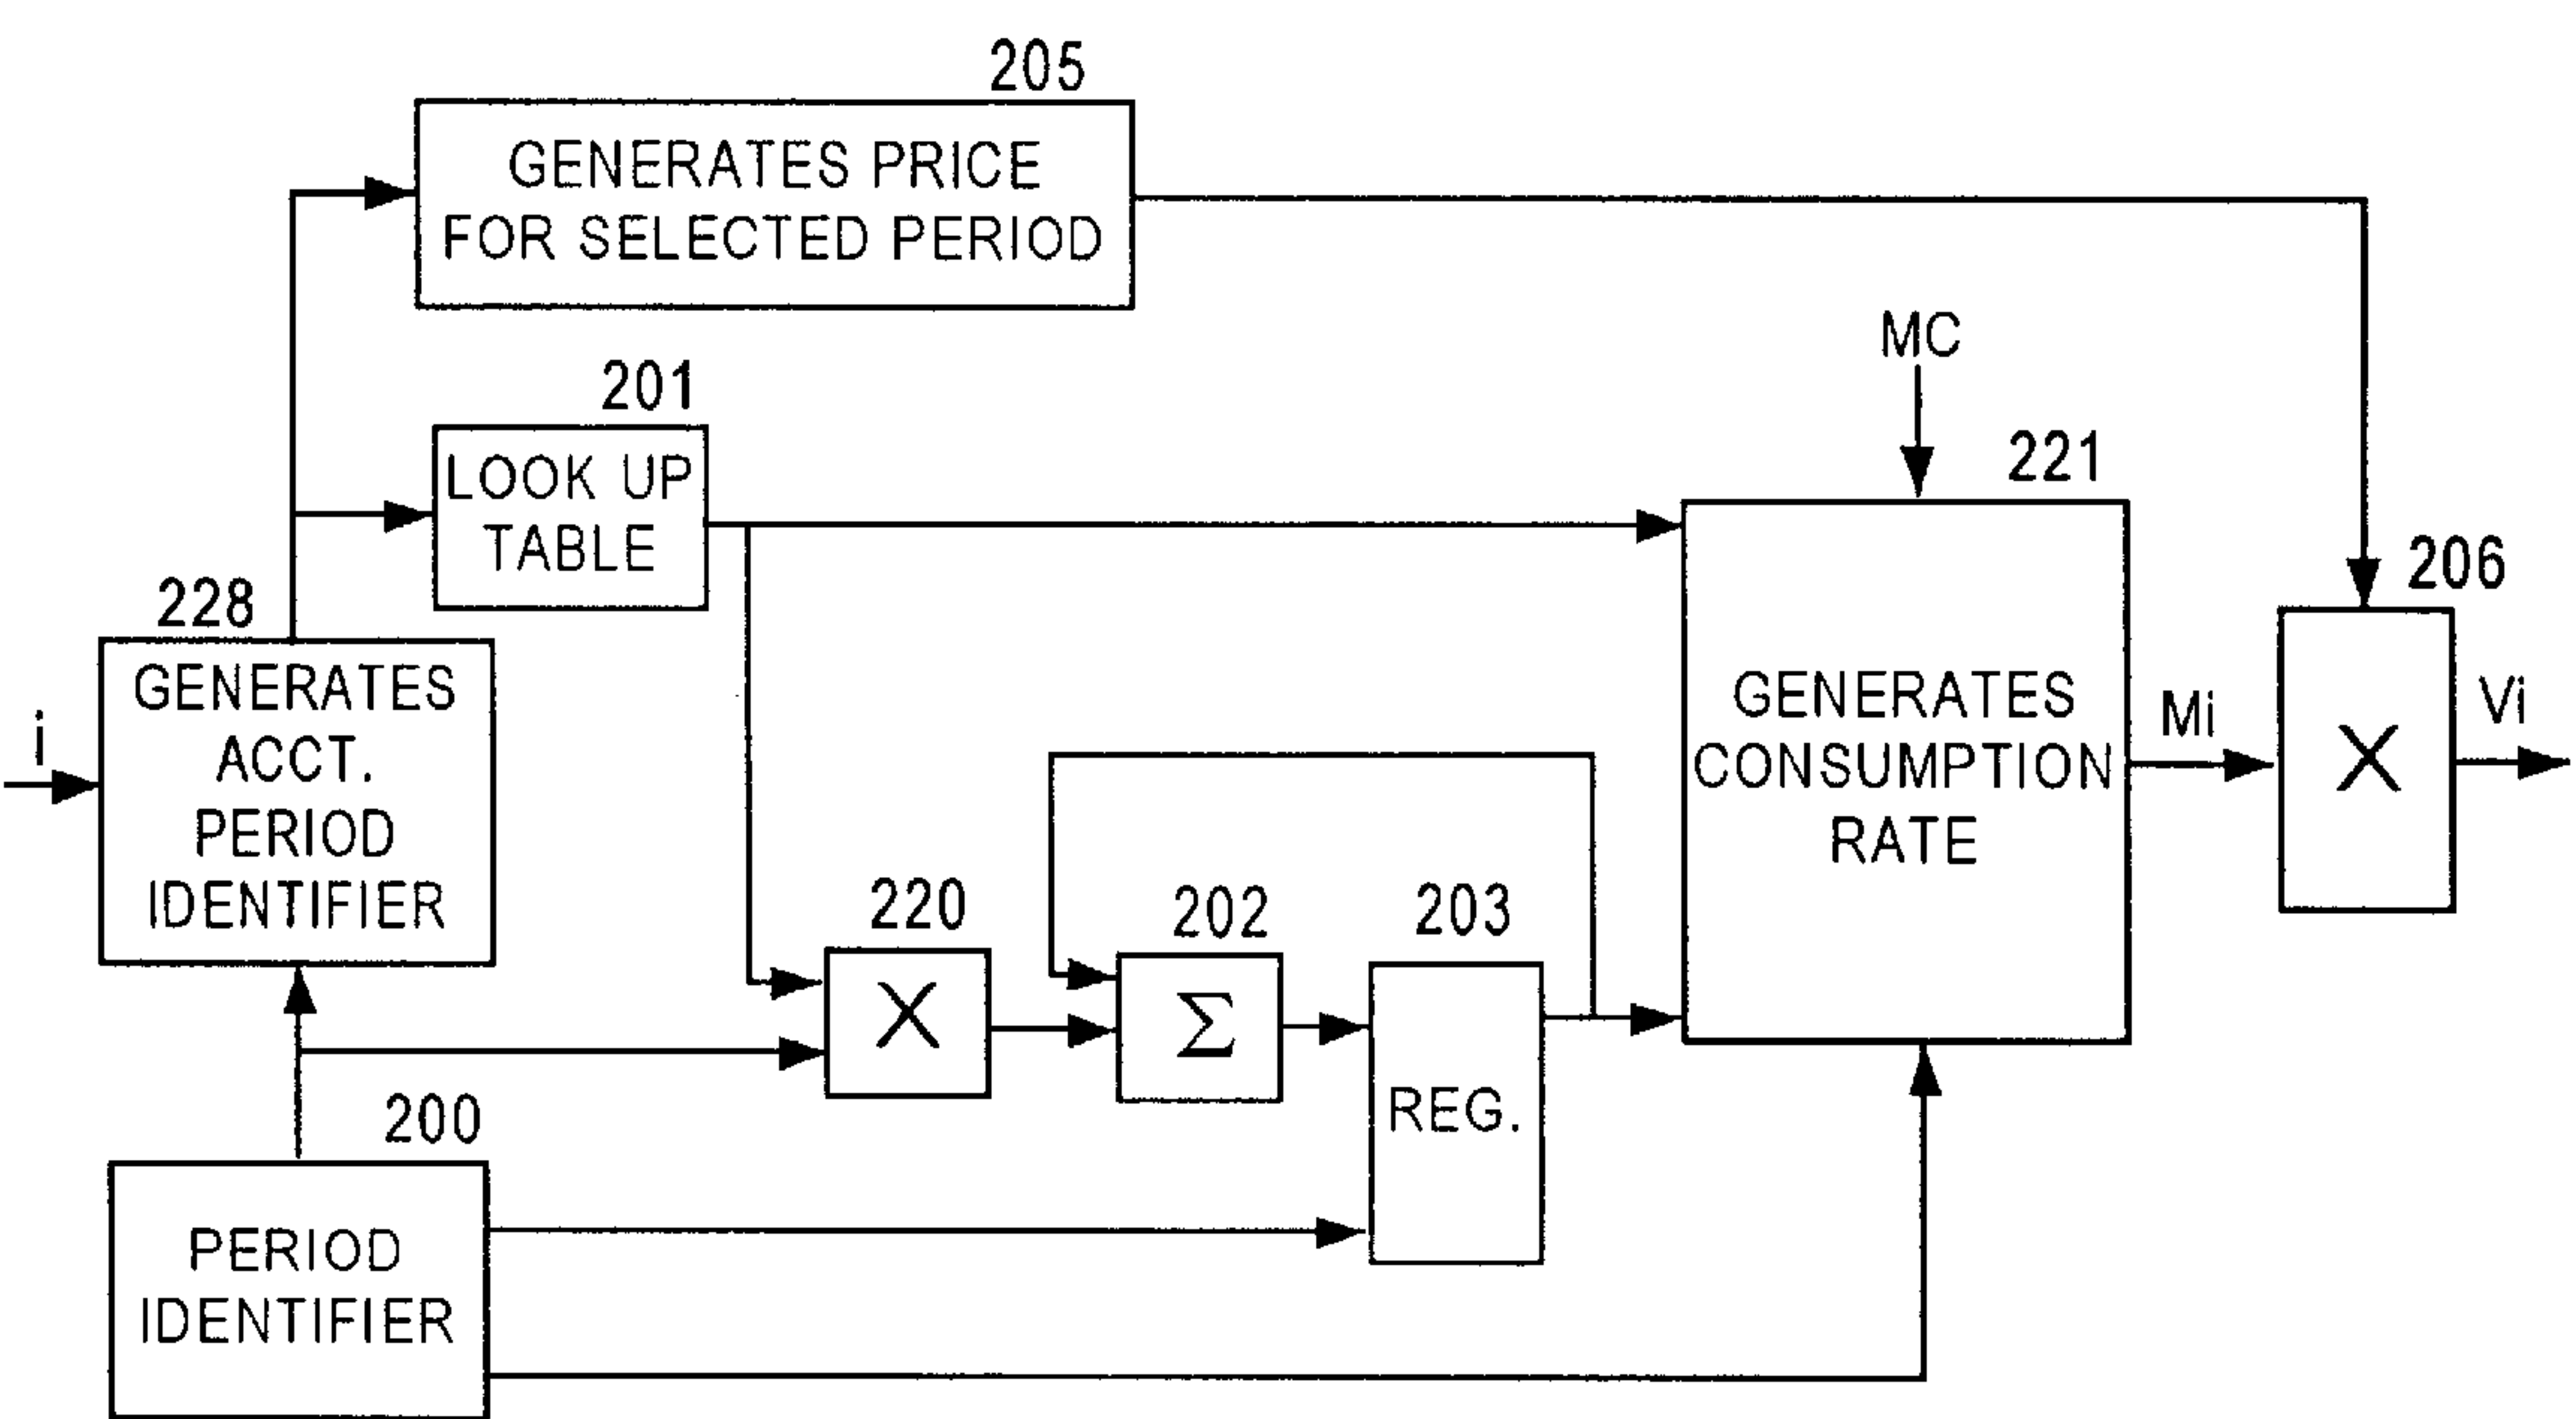 205
GENERATES PRICE
FOR SELECTED PERIOD
MC
201
LOOK UP
TABLE
221
206
228
GENERATES
ACCT.
PERIOD
IDENTIFIER
i
GENERATES
CONSUMPTION
RATE
Mi
X
Vi
220
X
202
Σ
203
REG.
200
PERIOD
IDENTIFIER